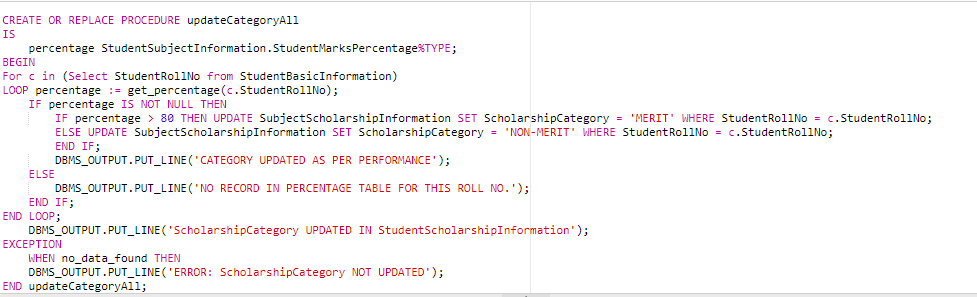 CREATE OR REPLACE PROCEDURE updateCategoryAll
IS
    percentage StudentSubjectInformation.StudentMarksPercentage%TYPE;
BEGIN
For c in (Select StudentRollNo from StudentBasicInformation)
LOOP percentage := get_percentage(c.StudentRollNo);
    IF percentage IS NOT NULL THEN
        IF percentage > 80 THEN UPDATE SubjectScholarshipInformation SET ScholarshipCategory = 'MERIT' WHERE StudentRollNo = c.StudentRollNo;
        ELSE UPDATE SubjectScholarshipInformation SET ScholarshipCategory = 'NON-MERIT' WHERE StudentRollNo = c.StudentRollNo;
        END IF;
        DBMS_OUTPUT.PUT_LINE('CATEGORY UPDATED AS PER PERFORMANCE');
    ELSE
        DBMS_OUTPUT.PUT_LINE('NO RECORD IN PERCENTAGE TABLE FOR THIS ROLL NO.');
    END IF;
END LOOP;
    DBMS_OUTPUT.PUT_LINE('ScholarshipCategory UPDATED IN StudentScholarshipInformation');
EXCEPTION
    WHEN no_data_found THEN
    DBMS_OUTPUT.PUT_LINE('ERROR: ScholarshipCategory NOT UPDATED');
END updateCategoryAll;